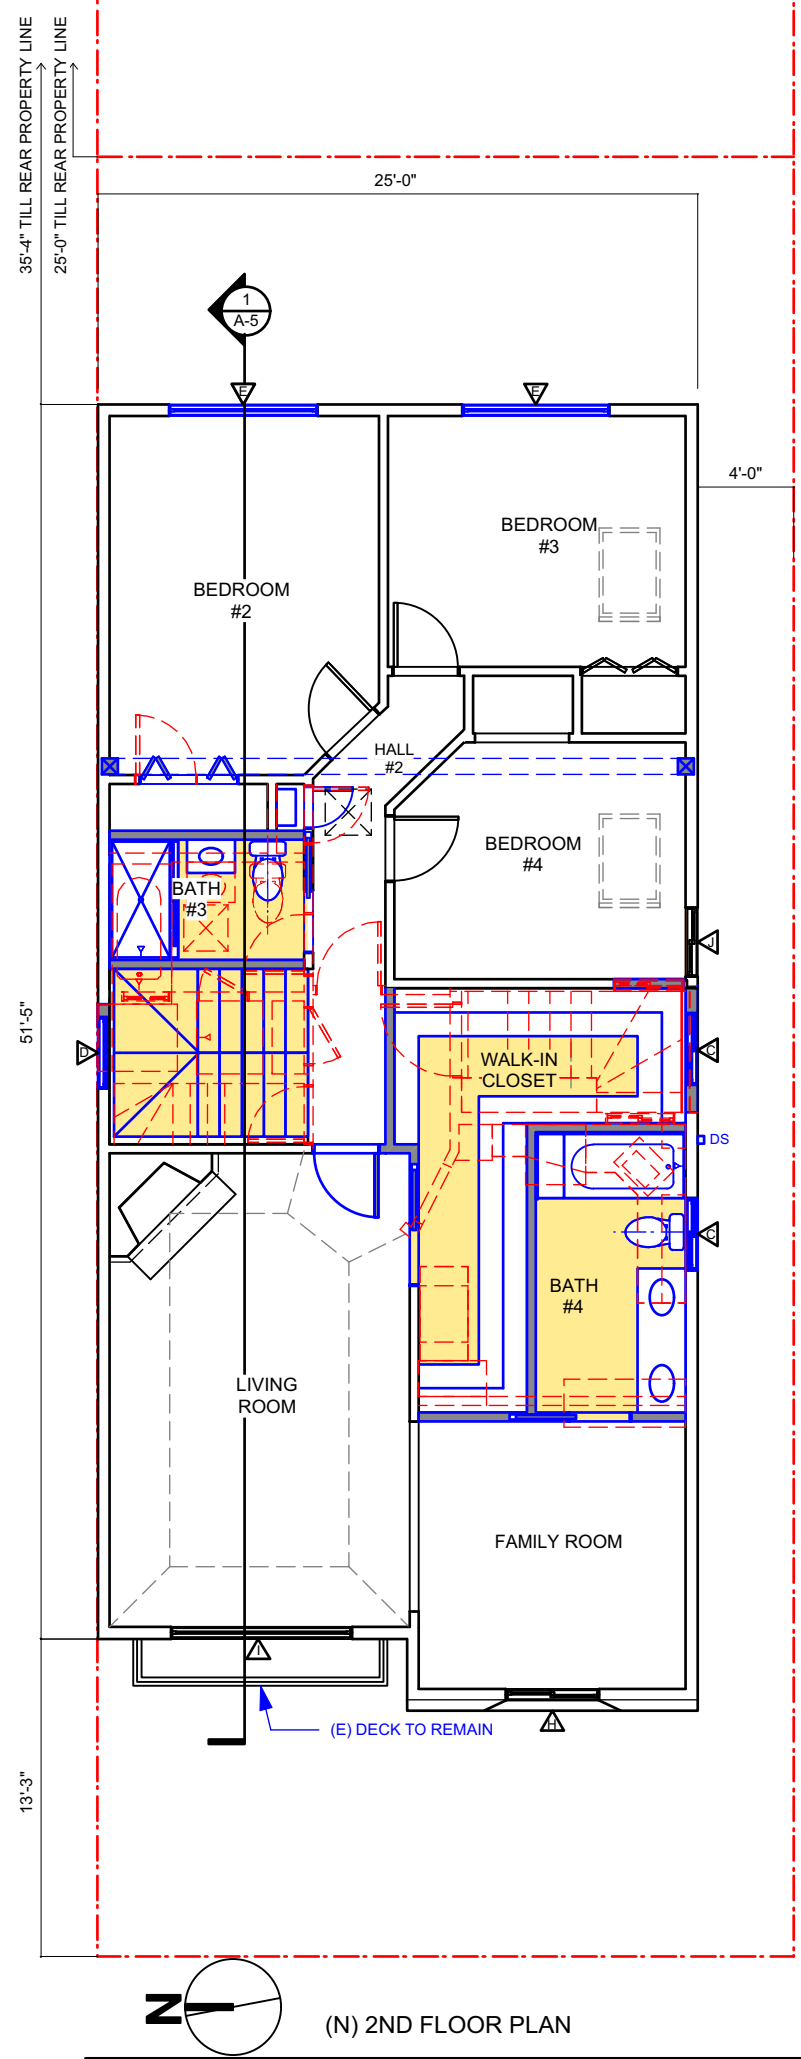 35'-4" TILL REAR PROPERTY LINE
25'-0" TILL REAR PROPERTY LINE
25'-0"
1
A-5
E
E
4'-0"
BEDROOM
#3
BEDROOM
#2
HALL
#2
BEDROOM
#4
BATH
#3
J
51'-5"
D
WALK-IN
CLOSET
C
DS
C
BATH
#4
LIVING
ROOM
FAMILY ROOM
I
H
(E) DECK TO REMAIN
13'-3"
N
(N) 2ND FLOOR PLAN